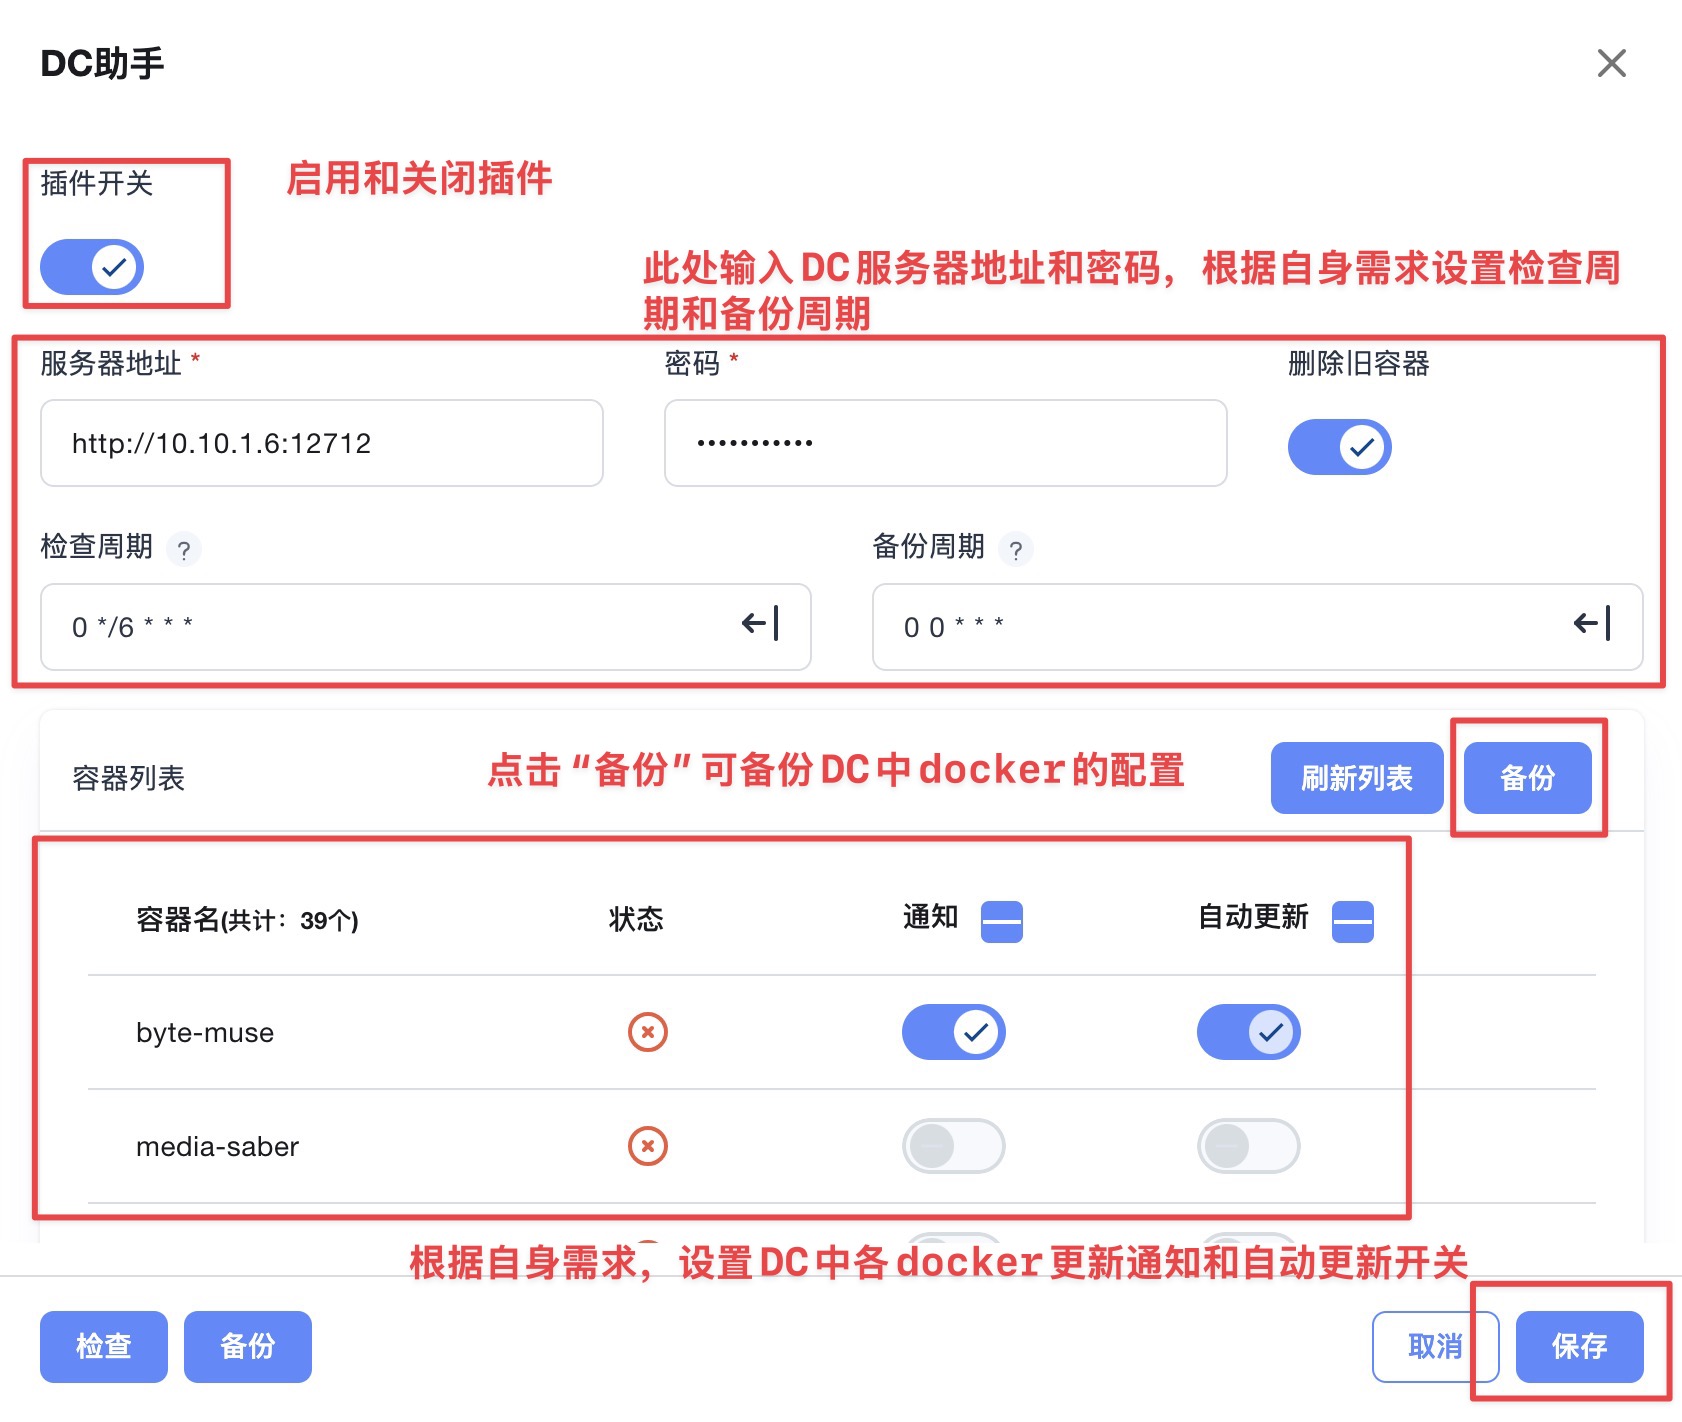 DC助手
插件开关
启用和关闭插件
此处输入DC服务器地址和密码，根据自身需求设置检查周
期和备份周期
服务器地址 *
密码 *
删除旧容器
http://10.10.1.6:12712
•••••••••••
检查周期 ?
备份周期 ?
0 */6 * * *
0 0 * * *
容器列表
点击“备份”可备份DC中docker的配置
刷新列表
备份
容器名(共计：39个)
状态
通知
自动更新
byte-muse
media-saber
根据自身需求，设置DC中各docker更新通知和自动更新开关
检查
备份
取消
保存